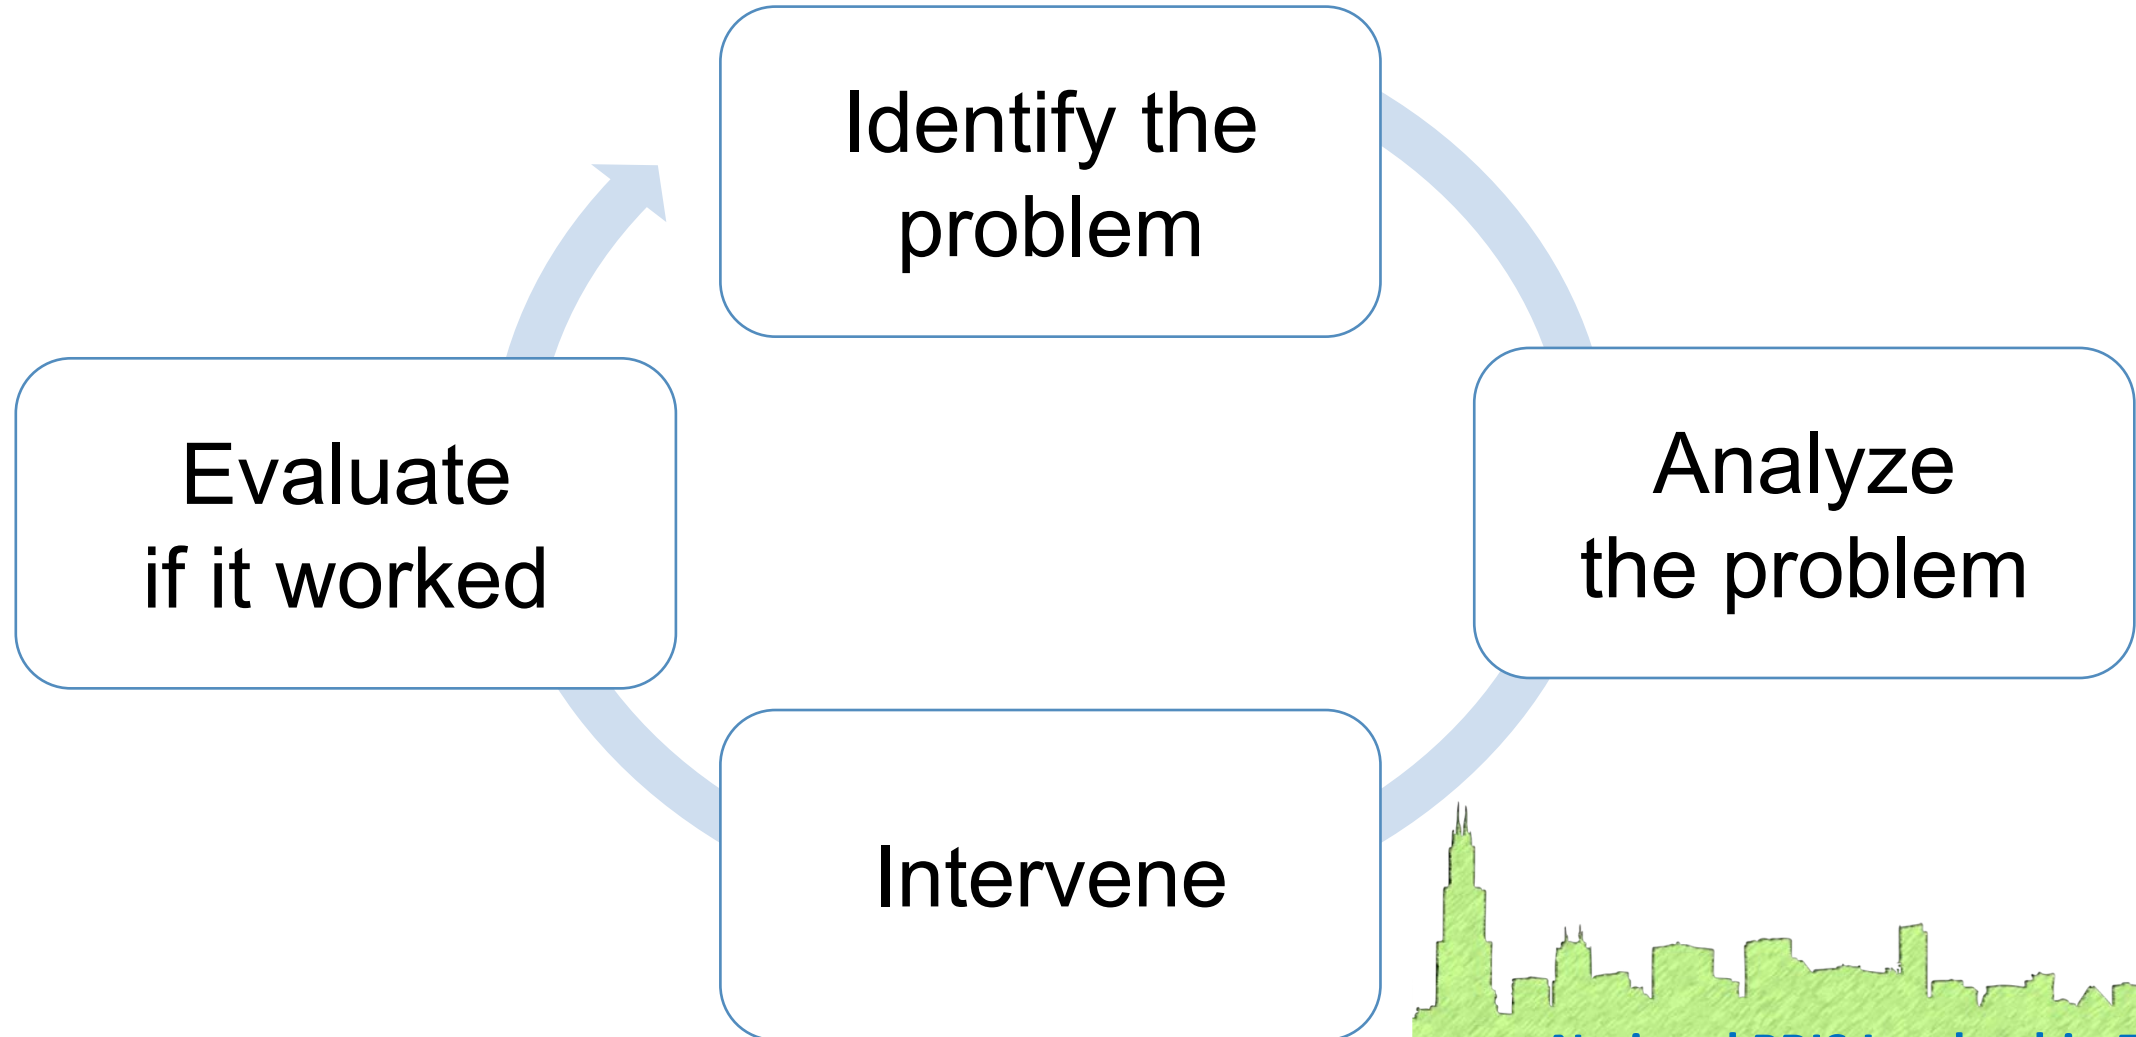 Identify the
problem
Analyze
the problem
Intervene
Evaluate
if it worked